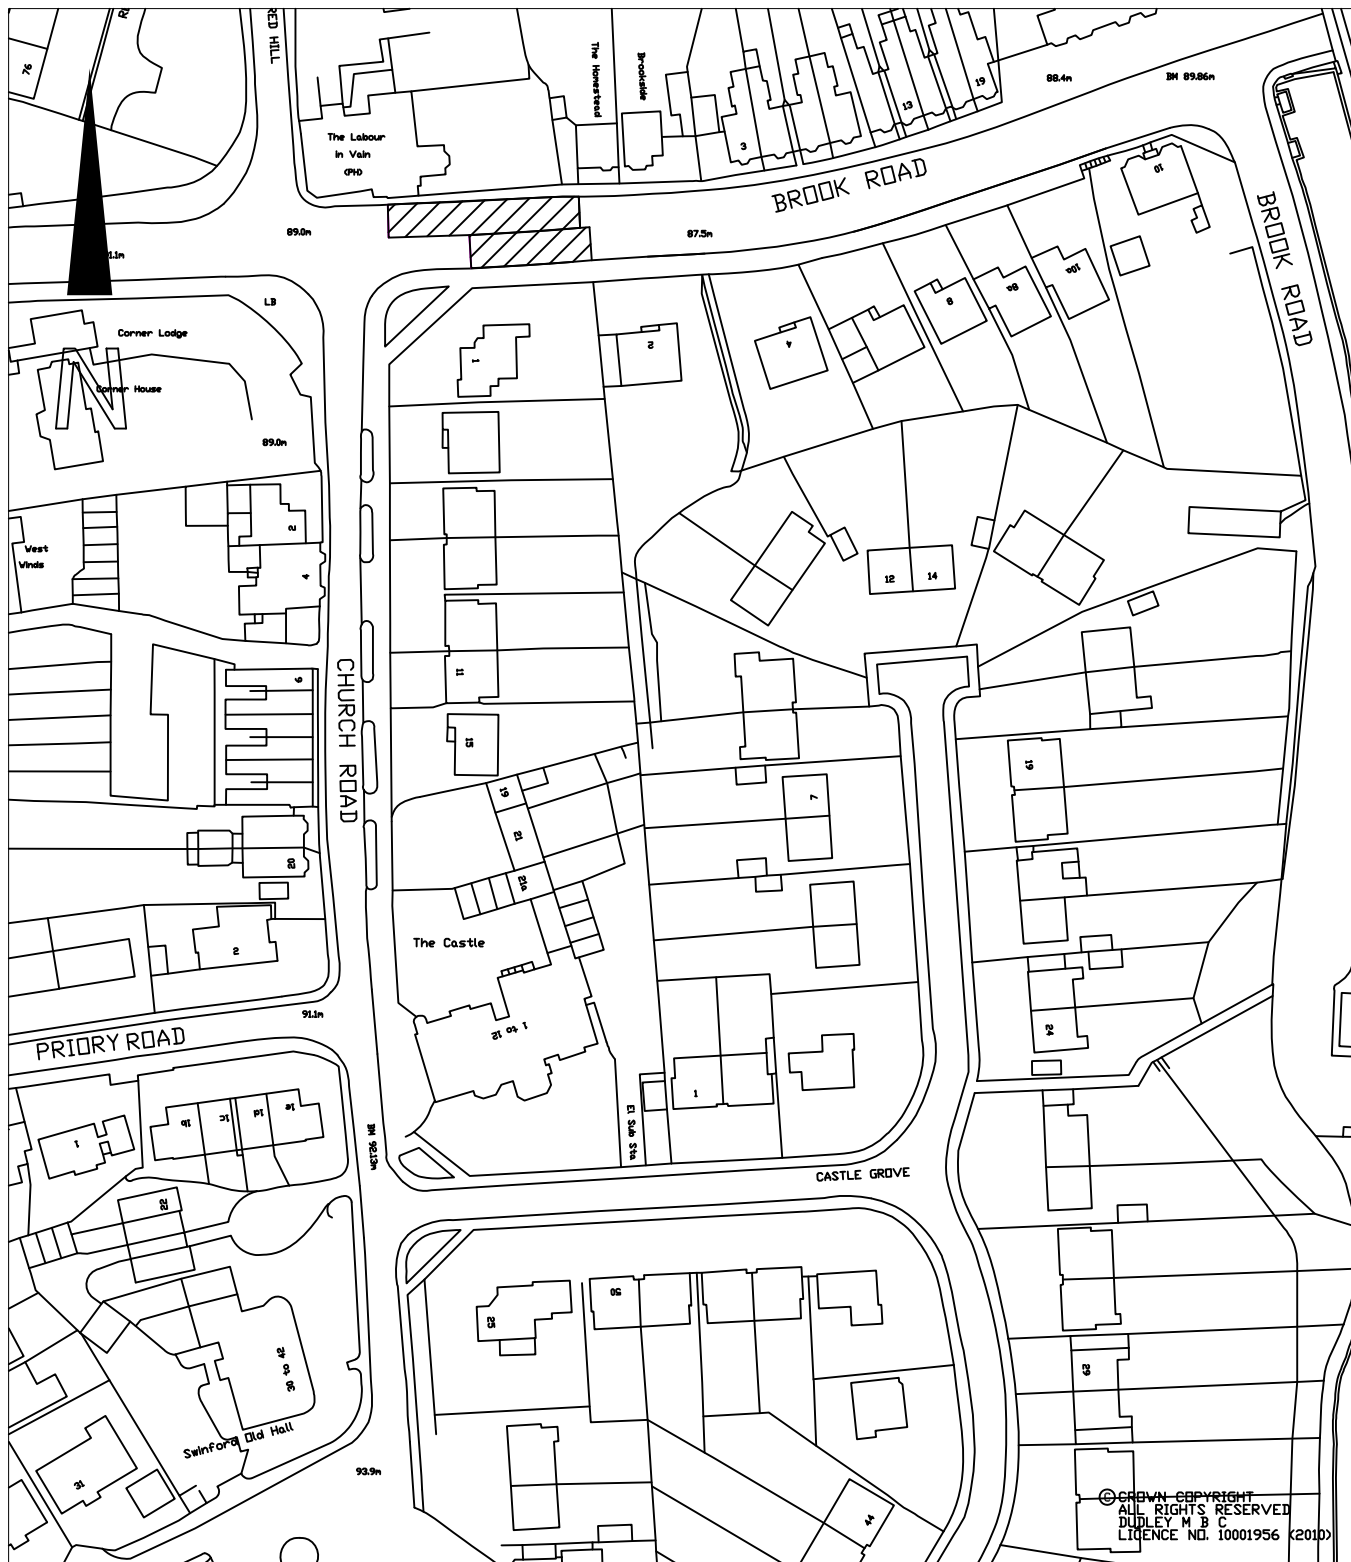 RED HILL
76
The Homestead
Brookside
The Labour
in Vain
(PH)
3
13
19
88.4m
BM 89.86m
BROOK ROAD
10
BROOK ROAD
89.0m
87.5m
LB
Corner Lodge
Corner House
1
2
4
8
8a
10a
89.0m
2
4
West
Winds
12
14
CHURCH ROAD
6
11
15
19
21
21a
7
19
20
2
The Castle
1 to 12
24
91.1m
PRIORY ROAD
1
1b
1c
1d
1e
BM 92.13m
El Sub Sta
1
CASTLE GROVE
22
25
50
29
30 to 42
Swinford Old Hall
31
93.9m
44
© CROWN COPYRIGHT
ALL RIGHTS RESERVED
DUDLEY M B C
LICENCE NO. 10001956 (2010)
N